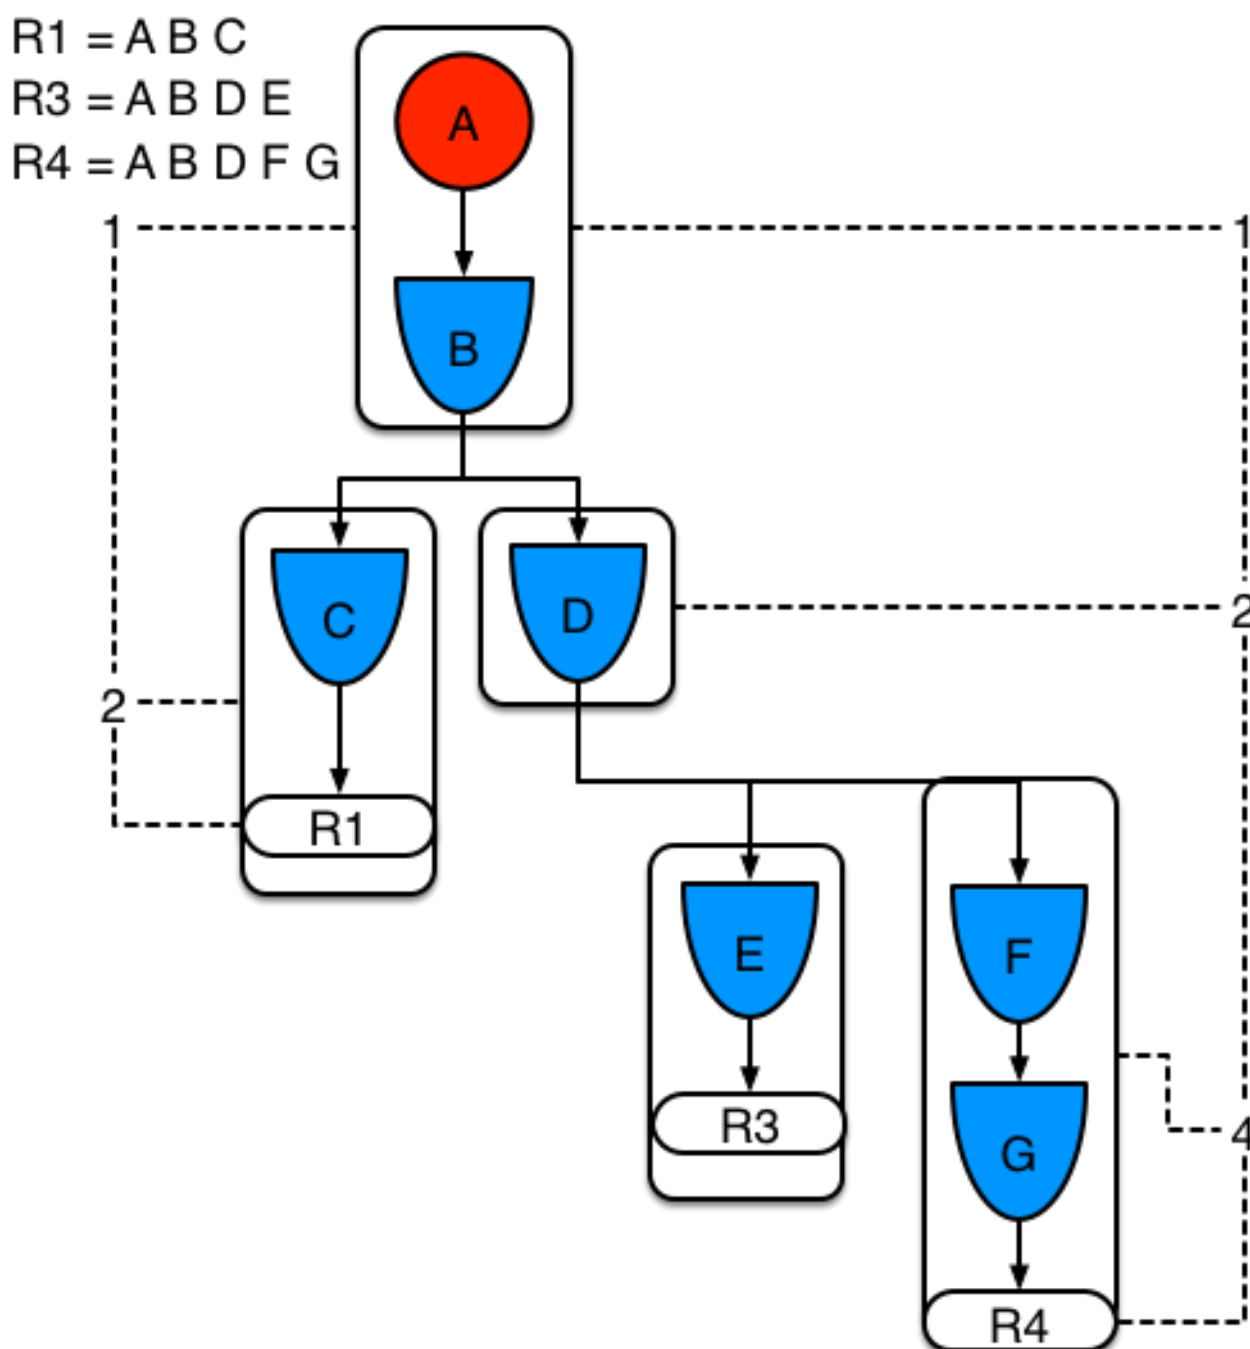 R1 = A B C
R3 = A B D E
R4 = A B D F G
A
1
1
B
C
D
2
2
R1
E
F
R3
4
G
R4